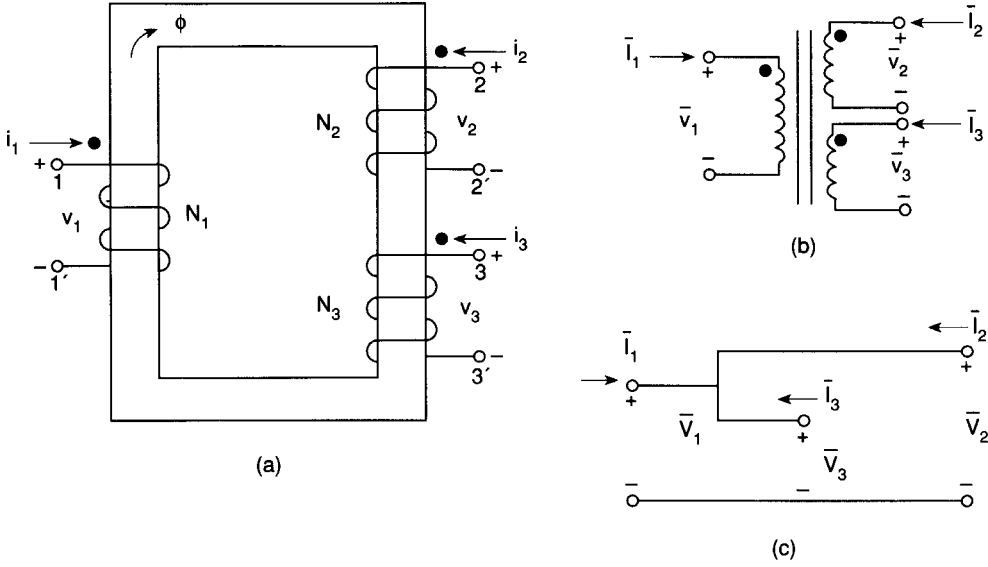 ϕ
i₁
+
1
v₁
N₁
−
1′
i₂
+
2
N₂
v₂
−
2′
i₃
+
3
N₃
v₃
−
3′
(a)
Ī₁
+
v̄₁
−
Ī₂
+
v̄₂
−
Ī₃
+
v̄₃
−
(b)
Ī₁
+
V̄₁
−
Ī₂
+
V̄₂
−
Ī₃
+
V̄₃
−
(c)